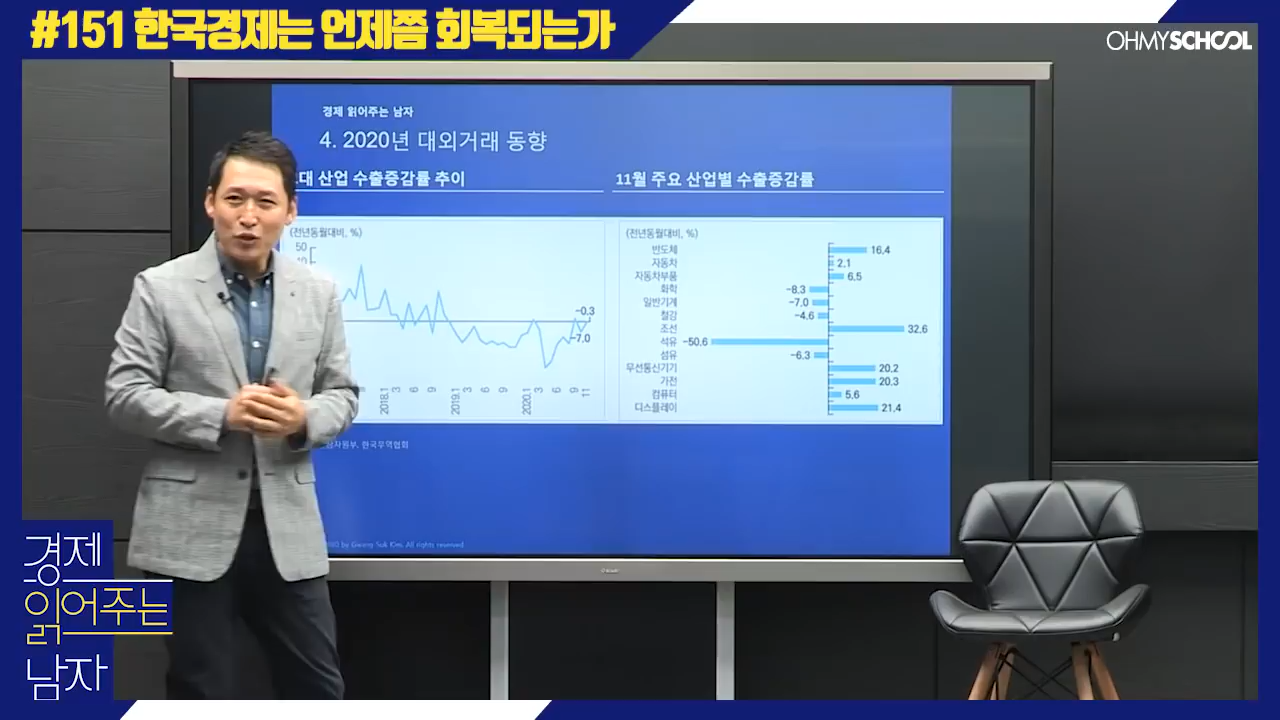 #151 한국경제는 언제쯤 회복되는가
OHMYSCHOOL
경제 읽어주는 남자
4. 2020년 대외거래 동향
대 산업 수출증감률 추이
11월 주요 산업별 수출증감률
(전년동월대비, %)
50
-0.3
-7.0
9
2018.1
3
6
9
2019.1
3
6
9
2020.1
3
6
9
11
(전년동월대비, %)
반도체 16.4
자동차 2.1
자동차부품 6.5
화학 -8.3
일반기계 -7.0
철강 -4.6
조선 32.6
석유 -50.6
섬유 -6.3
무선통신기기 20.2
가전 20.3
컴퓨터 5.6
디스플레이 21.4
한국무역협회
by Gwang Suk Kim. All rights reserved
경제
읽어주는
남자